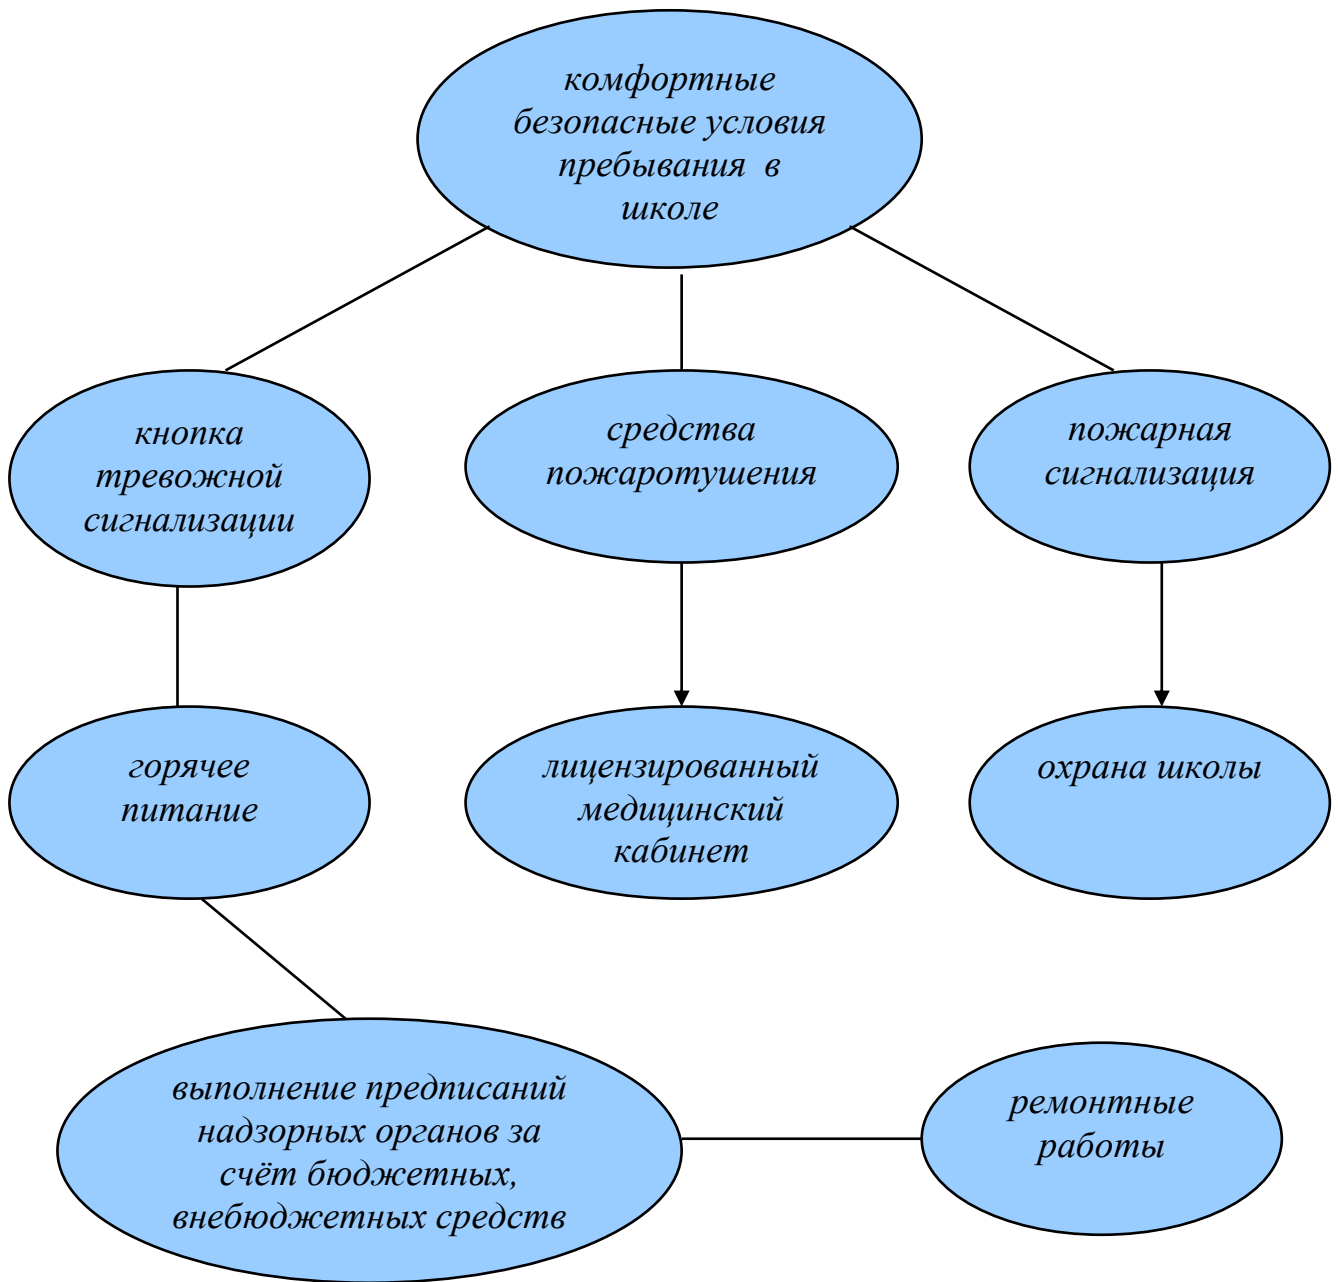 комфортные
безопасные условия
пребывания в
школе
кнопка
тревожной
сигнализации
средства
пожаротушения
пожарная
сигнализация
горячее
питание
лицензированный
медицинский
кабинет
охрана школы
выполнение предписаний
надзорных органов за
счёт бюджетных,
внебюджетных средств
ремонтные
работы